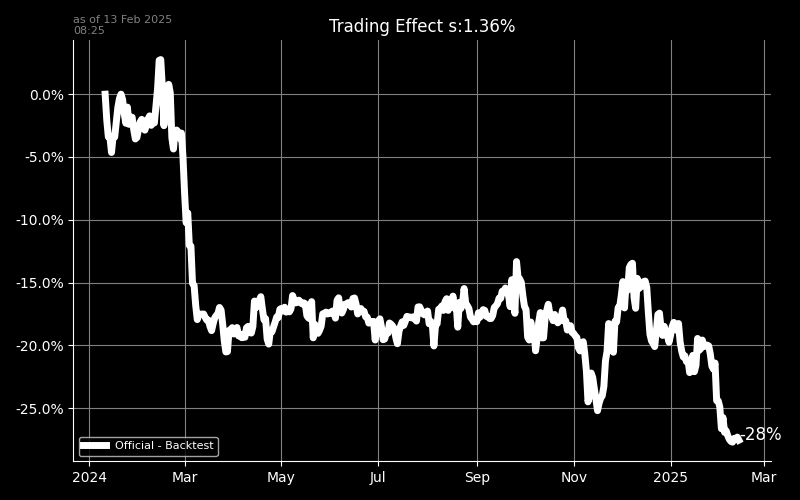 as of 13 Feb 2025
08:25
Trading Effect s:1.36%
0.0%
-5.0%
-10.0%
-15.0%
-20.0%
-25.0%
-28%
Official - Backtest
2024 Mar May Jul Sep Nov 2025 Mar